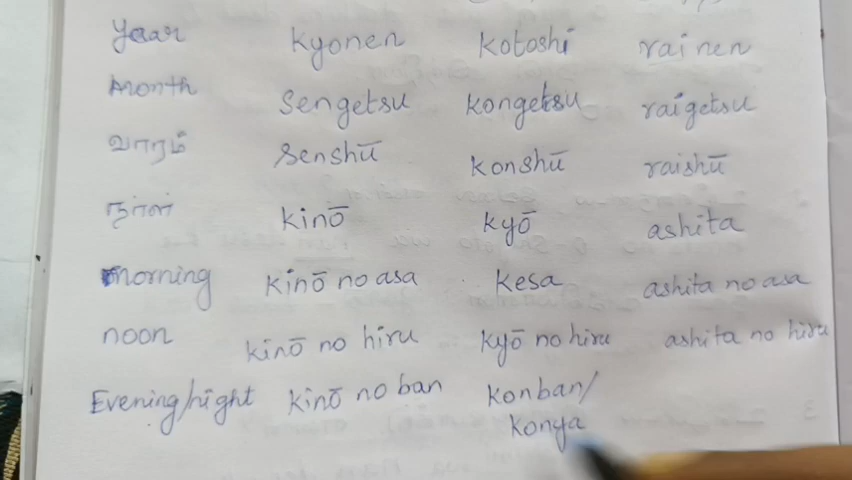 Year kyonen kotoshi rainen
Month Sengetsu kongetsu raigetsu
வாரம் Senshū konshū raishū
நாள் kinō kyō ashita
morning kinō no asa kesa ashita no asa
noon kinō no hiru kyō no hiru ashita no hiru
Evening/night kinō no ban konban/
konya